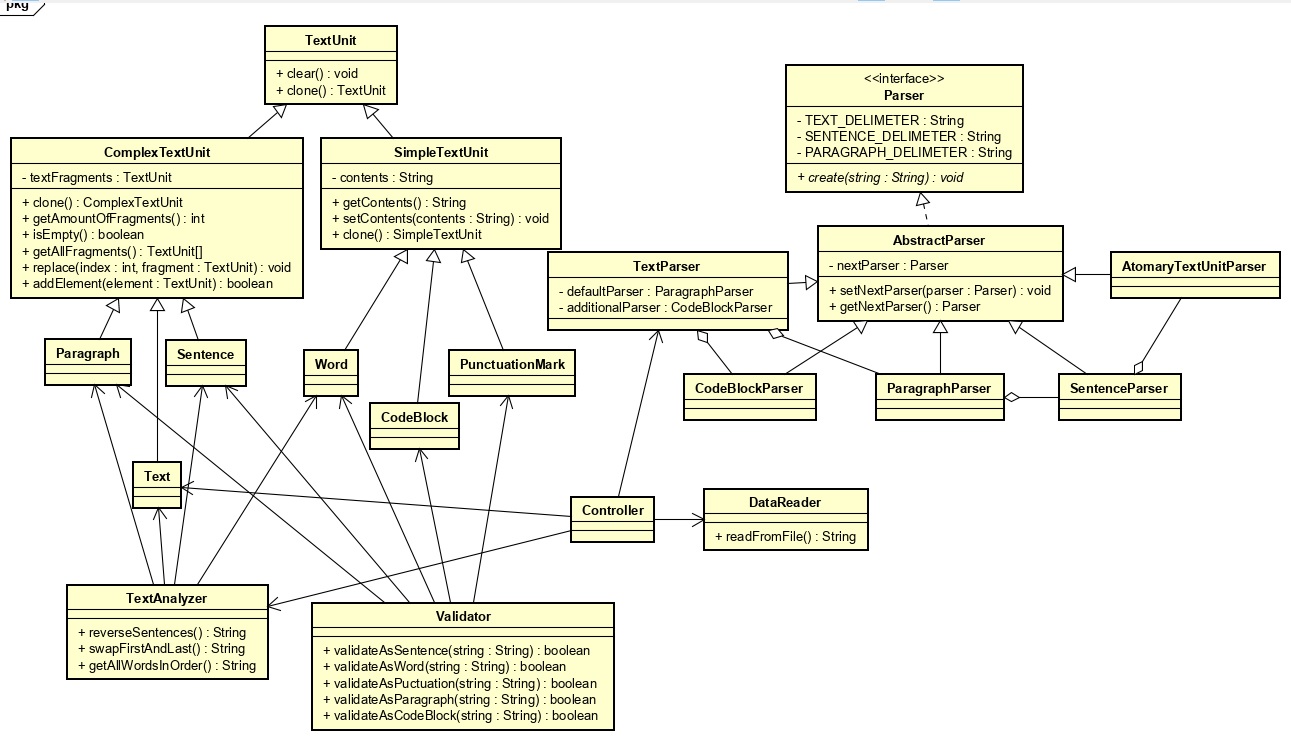 pkg
TextUnit
+ clear() : void
+ clone() : TextUnit
<<interface>>
Parser
- TEXT_DELIMETER : String
- SENTENCE_DELIMETER : String
- PARAGRAPH_DELIMETER : String
+ create(string : String) : void
ComplexTextUnit
- textFragments : TextUnit
+ clone() : ComplexTextUnit
+ getAmountOfFragments() : int
+ isEmpty() : boolean
+ getAllFragments() : TextUnit[]
+ replace(index : int, fragment : TextUnit) : void
+ addElement(element : TextUnit) : boolean
SimpleTextUnit
- contents : String
+ getContents() : String
+ setContents(contents : String) : void
+ clone() : SimpleTextUnit
TextParser
- defaultParser : ParagraphParser
- additionalParser : CodeBlockParser
AbstractParser
- nextParser : Parser
+ setNextParser(parser : Parser) : void
+ getNextParser() : Parser
AtomaryTextUnitParser
Paragraph
Sentence
Word
PunctuationMark
CodeBlock
CodeBlockParser
ParagraphParser
SentenceParser
Text
Controller
DataReader
+ readFromFile() : String
TextAnalyzer
+ reverseSentences() : String
+ swapFirstAndLast() : String
+ getAllWordsInOrder() : String
Validator
+ validateAsSentence(string : String) : boolean
+ validateAsWord(string : String) : boolean
+ validateAsPuctuation(string : String) : boolean
+ validateAsParagraph(string : String) : boolean
+ validateAsCodeBlock(string : String) : boolean